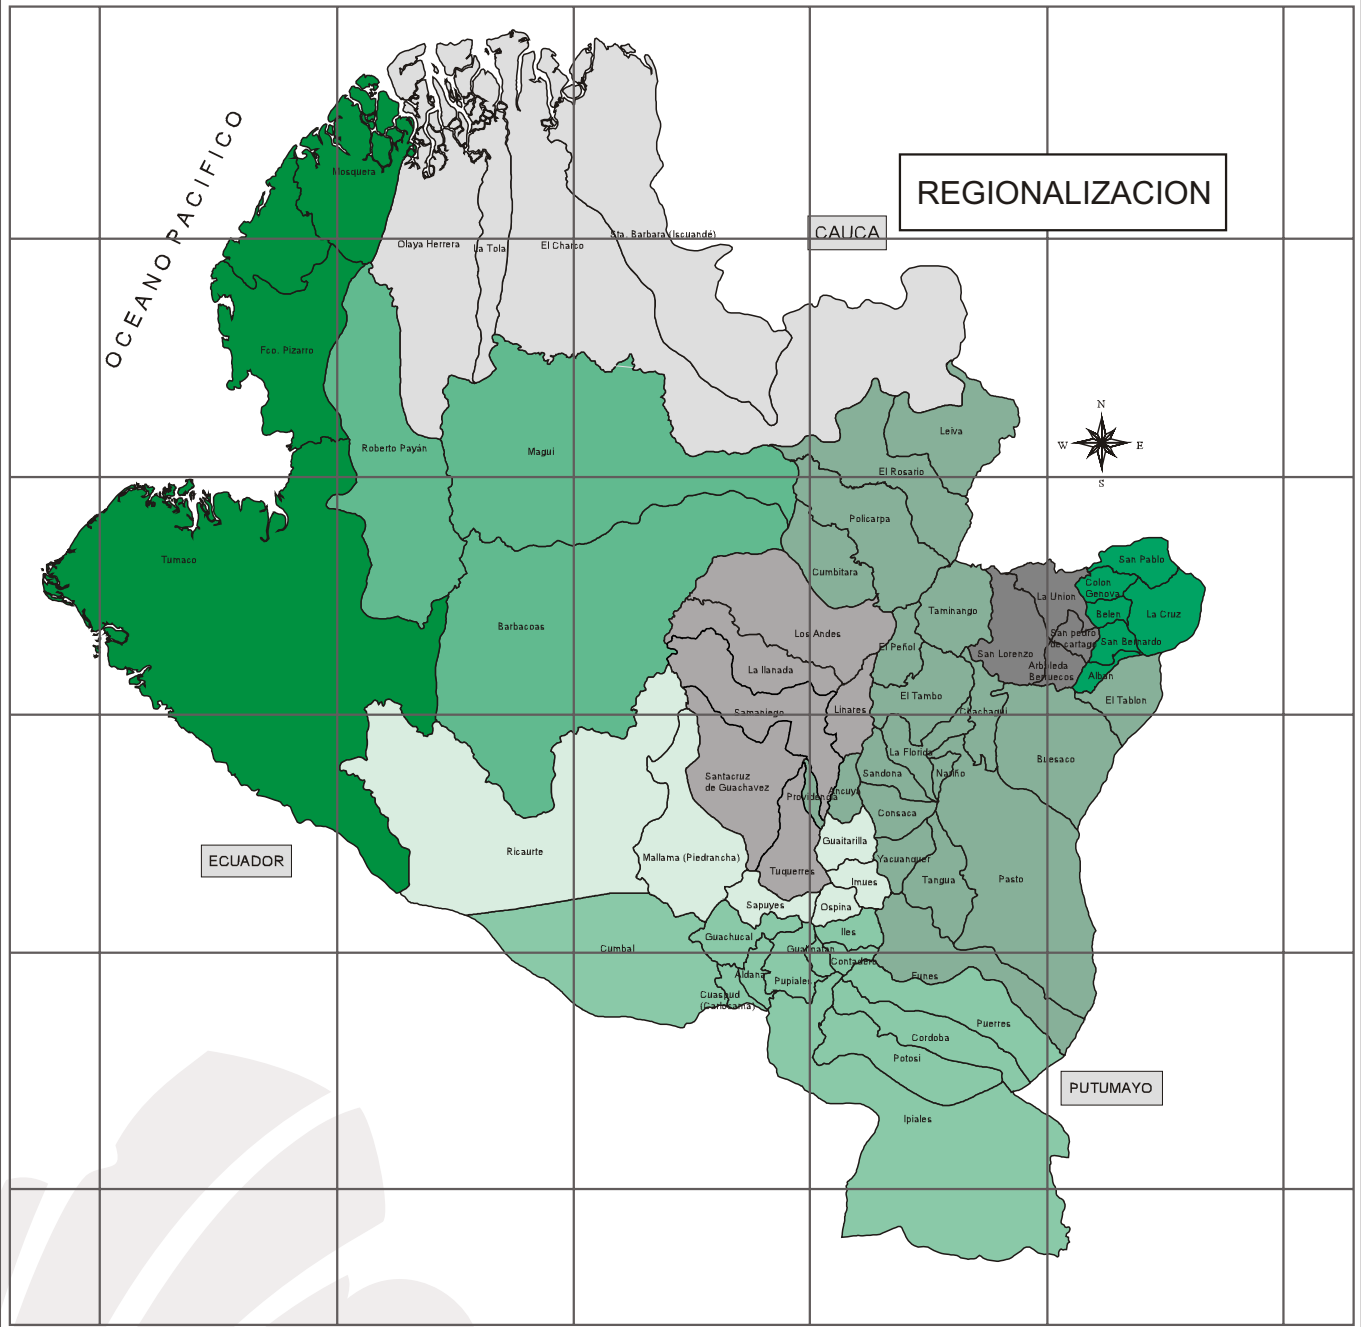 REGIONALIZACION
OCEANO PACIFICO
CAUCA
ECUADOR
PUTUMAYO
N
W
E
S
Mosquera
Olaya Herrera
La Tola
El Charco
Sta. Barbara (Iscuandé)
Fco. Pizarro
Roberto Payán
Magui
Leiva
El Rosario
Policarpa
Cumbitara
Tumaco
Barbacoas
Los Andes
La llanada
Samaniego
Linares
Santacruz
de Guachavez
Providencia
Tuquerres
Taminango
El Peñol
El Tambo
Chachagui
La Florida
Sandona
Nariño
Ancuya
Consaca
Yacuanquer
Tangua
Pasto
Buesaco
El Tablon
Funes
San Lorenzo
La Union
San pedro
de cartago
Arboleda
Berruecos
San Pablo
Colon
Genova
Belen
La Cruz
San Bernardo
Alban
Ricaurte
Mallama (Piedrancha)
Guaitarilla
Imues
Sapuyes
Ospina
Cumbal
Guachucal
Iles
Gualmatan
Contadero
Aldana
Pupiales
Cuaspud
(Carlosama)
Puerres
Cordoba
Potosi
Ipiales